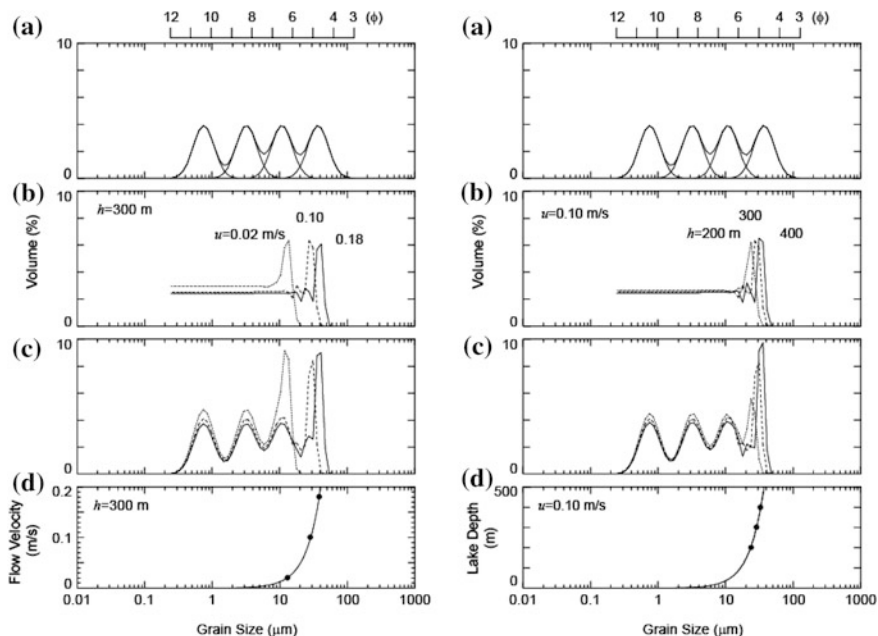 12 10 8 6 4 3 (ϕ)
(a)
10
0
(b)
10
h=300 m
0.10
u=0.02 m/s
0.18
Volume (%)
0
(c)
10
0
(d)
0.2
h=300 m
Flow Velocity
(m/s)
0.1
0
0.01 0.1 1 10 100 1000
Grain Size (μm)
12 10 8 6 4 3 (ϕ)
(a)
10
0
(b)
10
u=0.10 m/s
300
h=200 m
400
Volume (%)
0
(c)
10
0
(d)
500
u=0.10 m/s
Lake Depth
(m)
0
0.01 0.1 1 10 100 1000
Grain Size (μm)